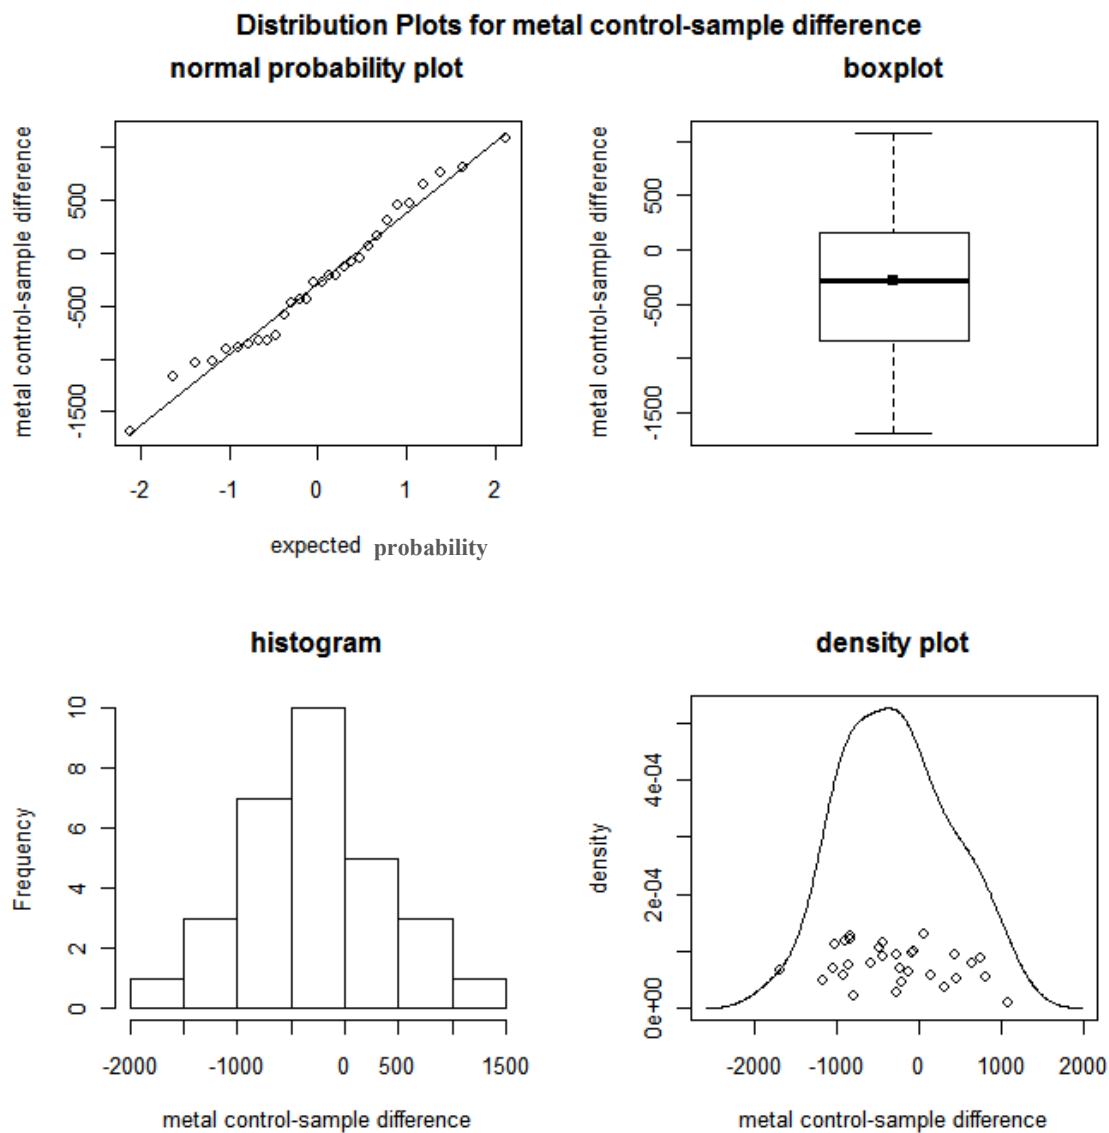 Distribution Plots for metal control-sample difference
normal probability plot
metal control-sample difference
500
0
-500
-1500
-2 -1 0 1 2
expected probability
boxplot
metal control-sample difference
500
0
-500
-1500
histogram
Frequency
10
8
6
4
2
0
-2000 -1000 0 500 1500
metal control-sample difference
density plot
density
4e-04
2e-04
0e+00
-2000 -1000 0 1000 2000
metal control-sample difference